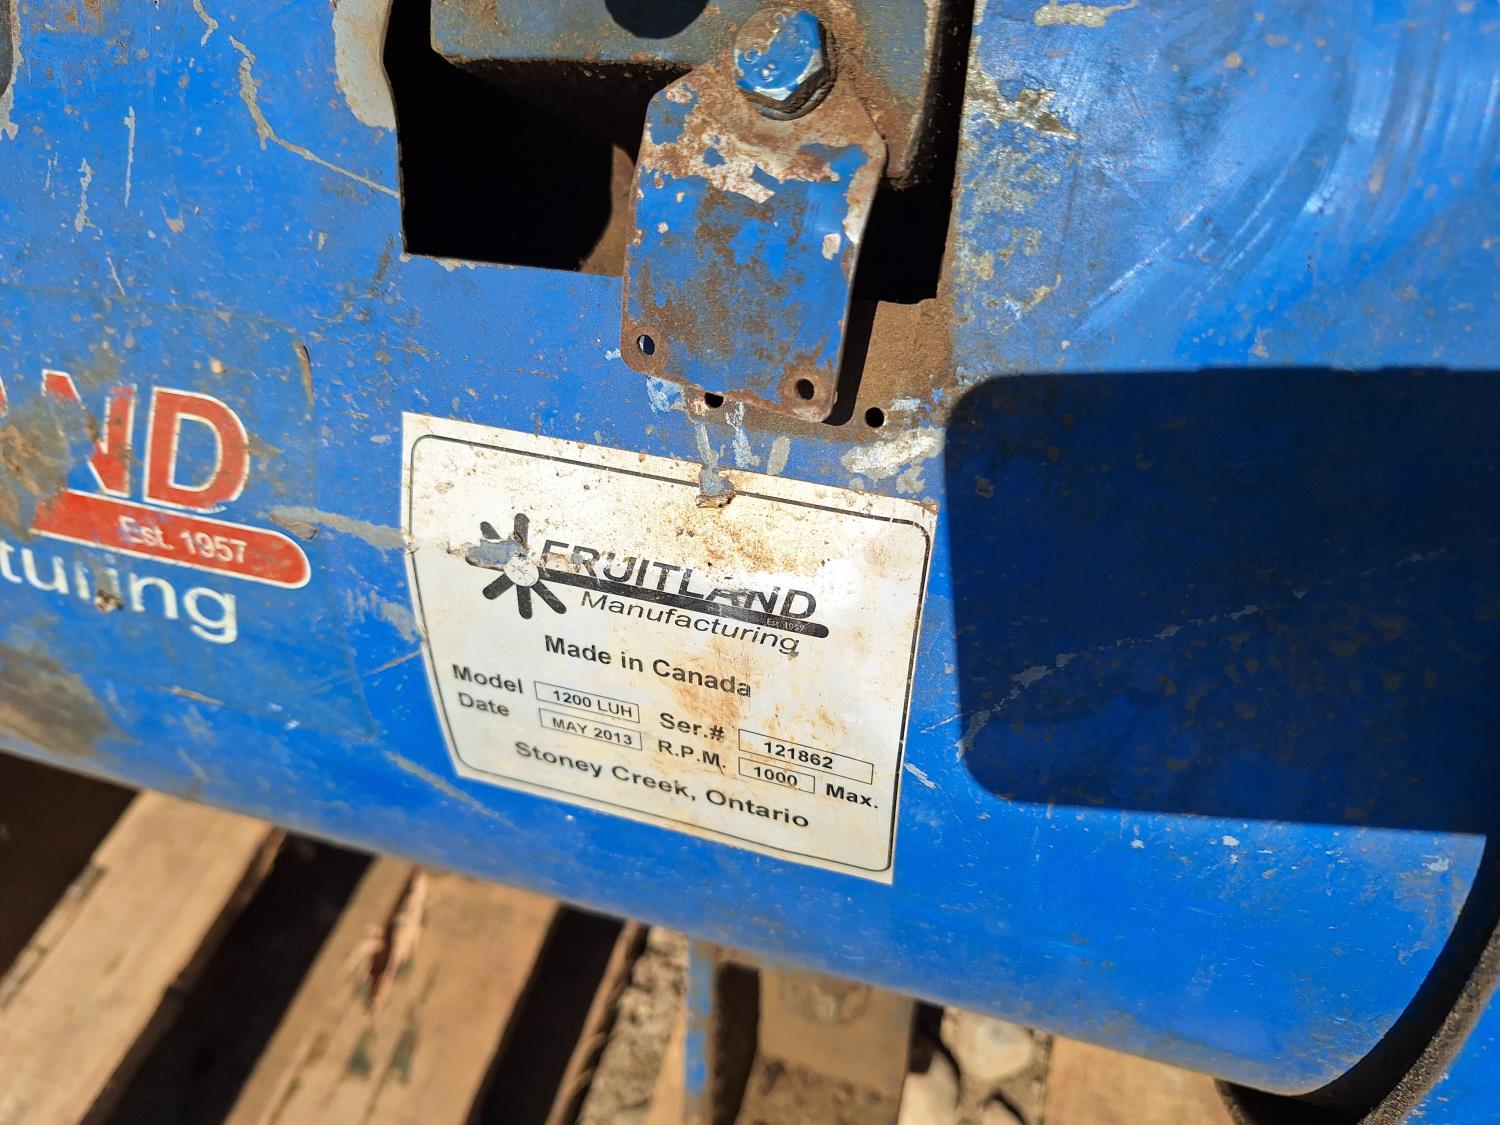 ND
Est. 1957
turing
FRUITLAND
Est. 1957
Manufacturing
Made in Canada
Model 1200 LUH Ser.# 121862
Date MAY 2013 R.P.M. 1000 Max.
Stoney Creek, Ontario